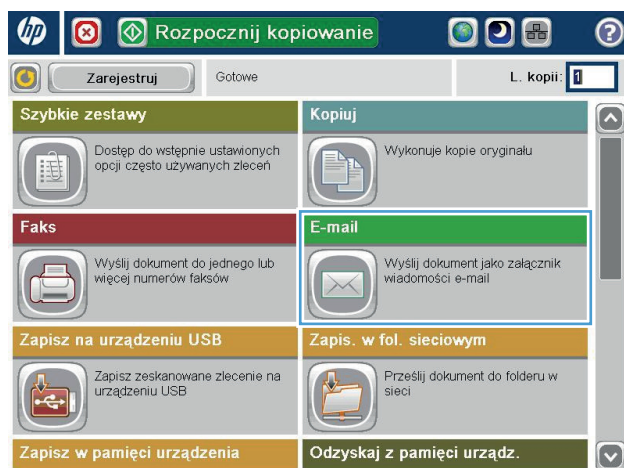 hp Rozpocznij kopiowanie ?
Zarejestruj Gotowe L. kopii: 1
Szybkie zestawy
Dostęp do wstępnie ustawionych
opcji często używanych zleceń
Kopiuj
Wykonuje kopie oryginału
Faks
Wyślij dokument do jednego lub
więcej numerów faksów
E-mail
Wyślij dokument jako załącznik
wiadomości e-mail
Zapisz na urządzeniu USB
Zapisz zeskanowane zlecenie na
urządzeniu USB
Zapis. w fol. sieciowym
Prześlij dokument do folderu w
sieci
Zapisz w pamięci urządzenia
Odzyskaj z pamięci urządz.